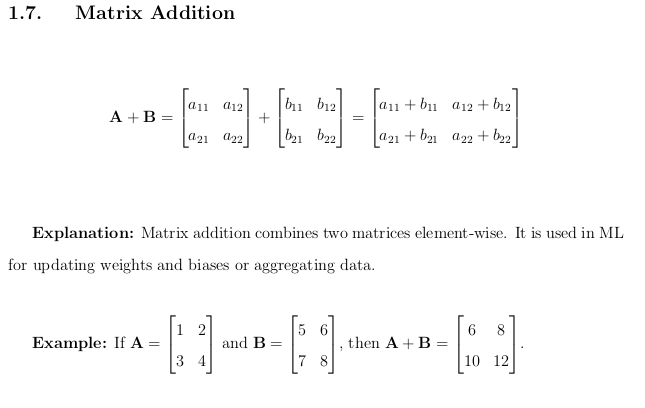 1.7. Matrix Addition
A + B = [a₁₁ a₁₂; a₂₁ a₂₂] + [b₁₁ b₁₂; b₂₁ b₂₂] = [a₁₁ + b₁₁ a₁₂ + b₁₂; a₂₁ + b₂₁ a₂₂ + b₂₂]
Explanation: Matrix addition combines two matrices element-wise. It is used in ML
for updating weights and biases or aggregating data.
Example: If A = [1 2; 3 4] and B = [5 6; 7 8], then A + B = [6 8; 10 12].